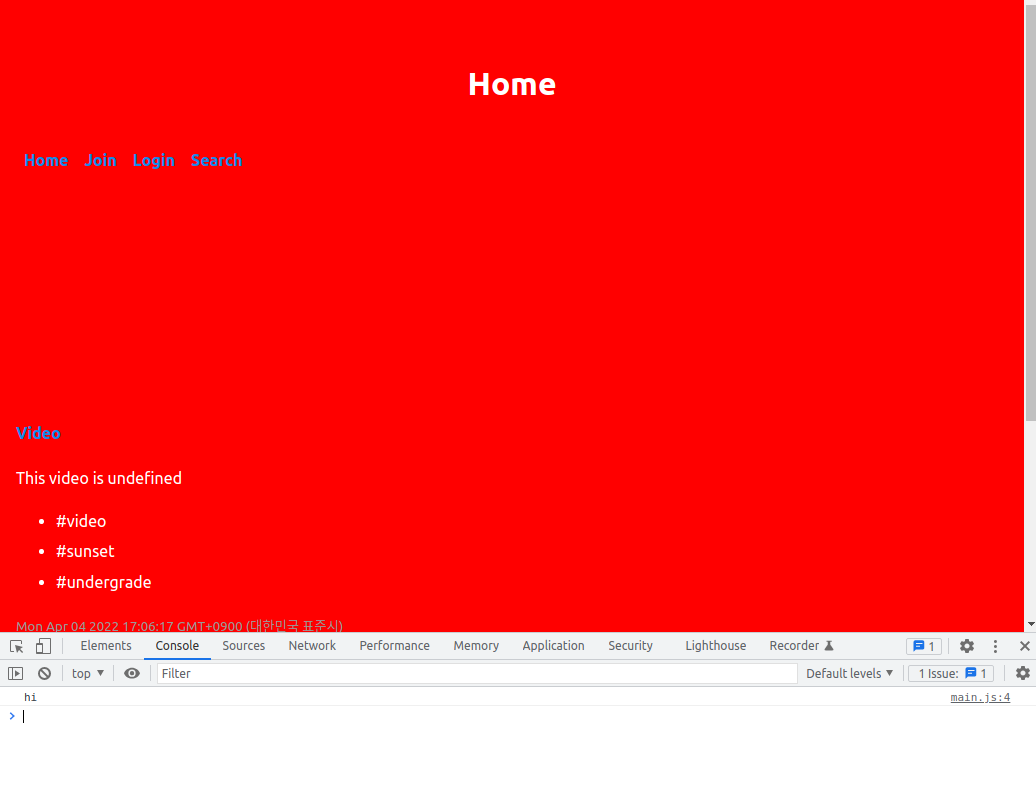 Home
Home Join Login Search
Video
This video is undefined
#video
#sunset
#undergrade
Mon Apr 04 2022 17:06:17 GMT+0900 (대한민국 표준시)
Elements Console Sources Network Performance Memory Application Security Lighthouse Recorder 1
top Filter Default levels 1 Issue: 1
hi main.js:4